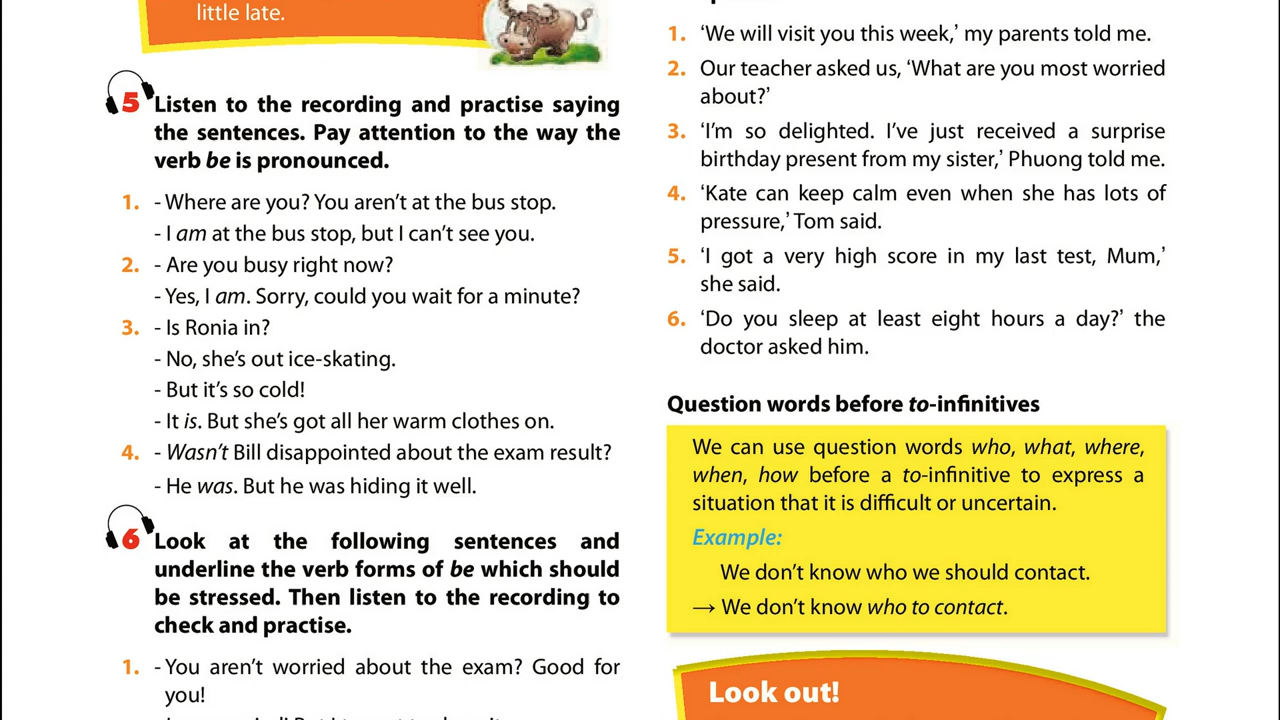 little late.
5 Listen to the recording and practise saying
the sentences. Pay attention to the way the
verb be is pronounced.
1. - Where are you? You aren't at the bus stop.
- I am at the bus stop, but I can't see you.
2. - Are you busy right now?
- Yes, I am. Sorry, could you wait for a minute?
3. - Is Ronia in?
- No, she's out ice-skating.
- But it's so cold!
- It is. But she's got all her warm clothes on.
4. - Wasn't Bill disappointed about the exam result?
- He was. But he was hiding it well.
6 Look at the following sentences and
underline the verb forms of be which should
be stressed. Then listen to the recording to
check and practise.
1. - You aren't worried about the exam? Good for
you!
1. ‘We will visit you this week,’ my parents told me.
2. Our teacher asked us, ‘What are you most worried
about?’
3. ‘I'm so delighted. I've just received a surprise
birthday present from my sister,’ Phuong told me.
4. ‘Kate can keep calm even when she has lots of
pressure,’ Tom said.
5. ‘I got a very high score in my last test, Mum,’
she said.
6. ‘Do you sleep at least eight hours a day?’ the
doctor asked him.
Question words before to-infinitives
We can use question words who, what, where,
when, how before a to-infinitive to express a
situation that it is difficult or uncertain.
Example:
We don't know who we should contact.
→ We don't know who to contact.
Look out!